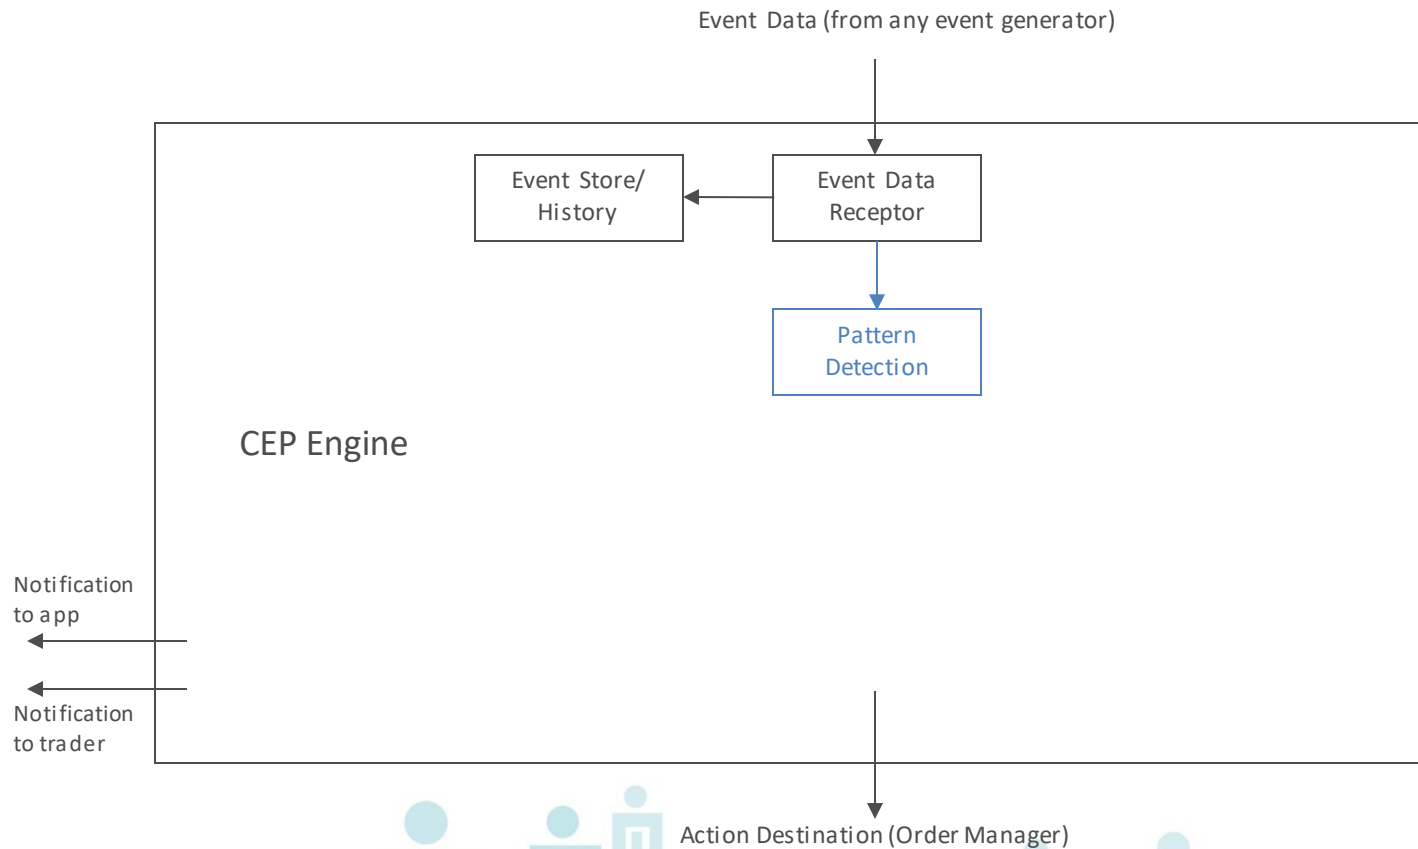 Event Data (from any event generator)
Event Store/
History
Event Data
Receptor
Pattern
Detection
CEP Engine
Notification
to app
Notification
to trader
Action Destination (Order Manager)